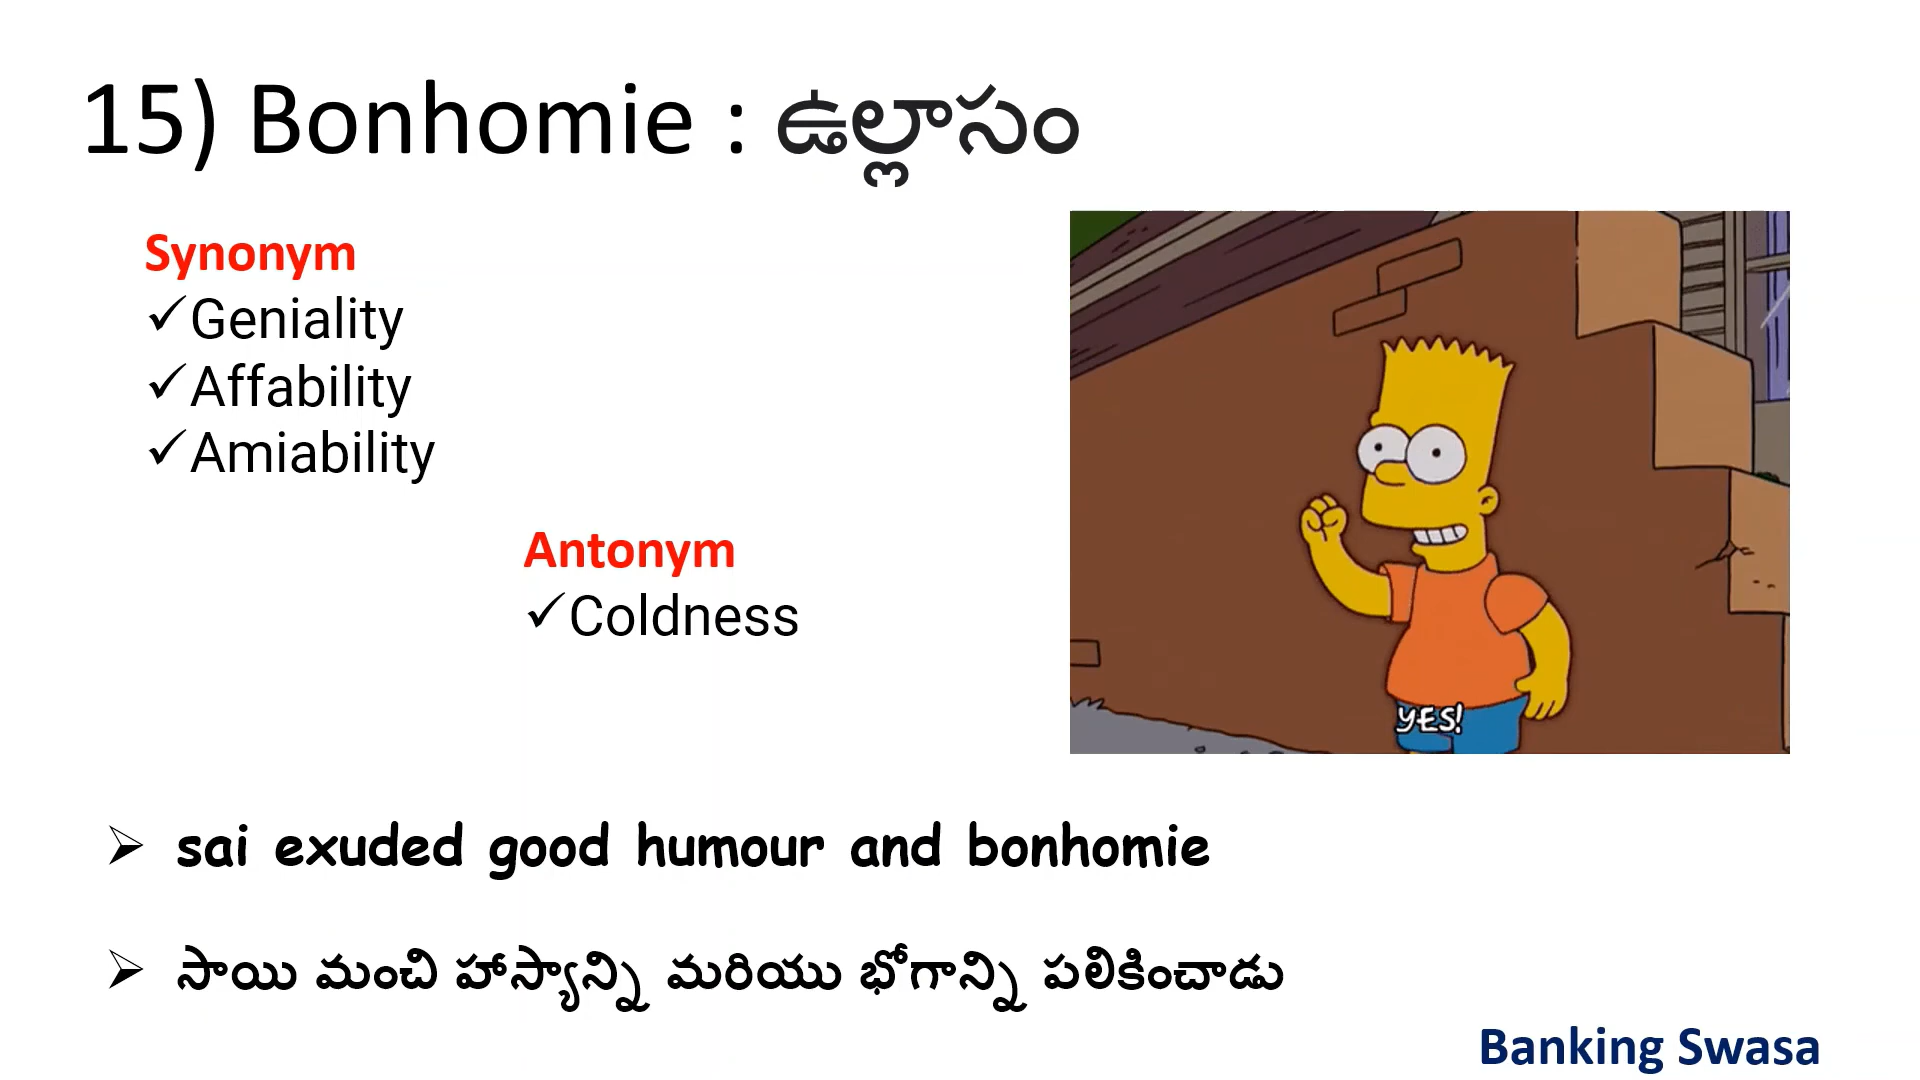 15) Bonhomie : ఉల్లాసం
Synonym
✓Geniality
✓Affability
✓Amiability
Antonym
✓Coldness
YES!
➢ sai exuded good humour and bonhomie
➢ సాయి మంచి హాస్యాన్ని మరియు భోగాన్ని పలికించాడు
Banking Swasa